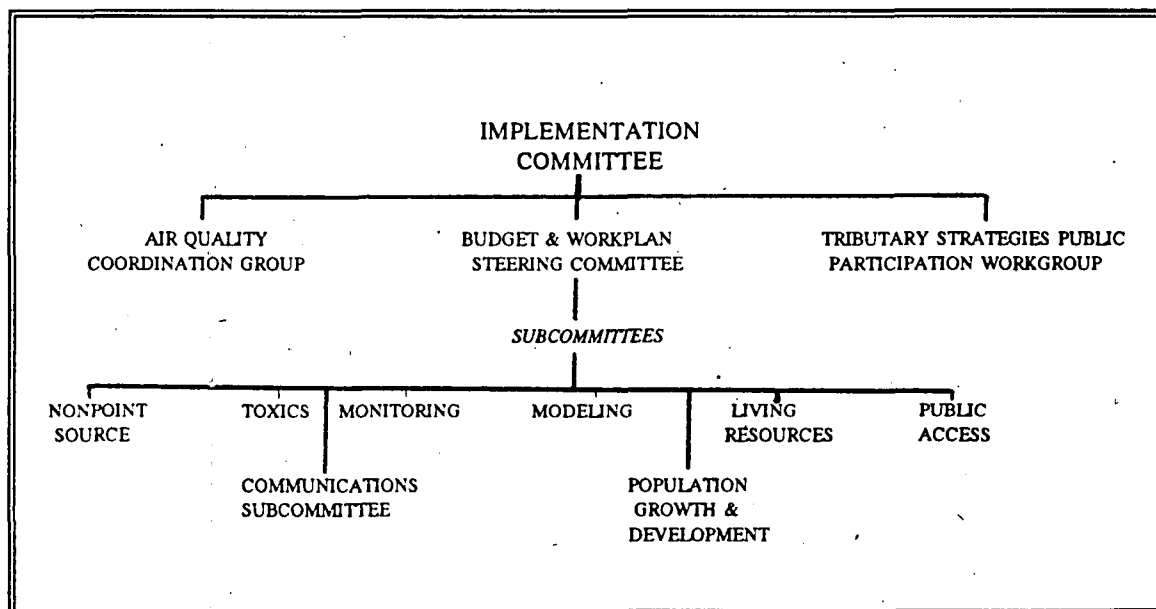 IMPLEMENTATION
COMMITTEE
AIR QUALITY
COORDINATION GROUP
BUDGET & WORKPLAN
STEERING COMMITTEE
TRIBUTARY STRATEGIES PUBLIC
PARTICIPATION WORKGROUP
SUBCOMMITTEES
NONPOINT
SOURCE
TOXICS
MONITORING
MODELING
LIVING
RESOURCES
PUBLIC
ACCESS
COMMUNICATIONS
SUBCOMMITTEE
POPULATION
GROWTH &
DEVELOPMENT